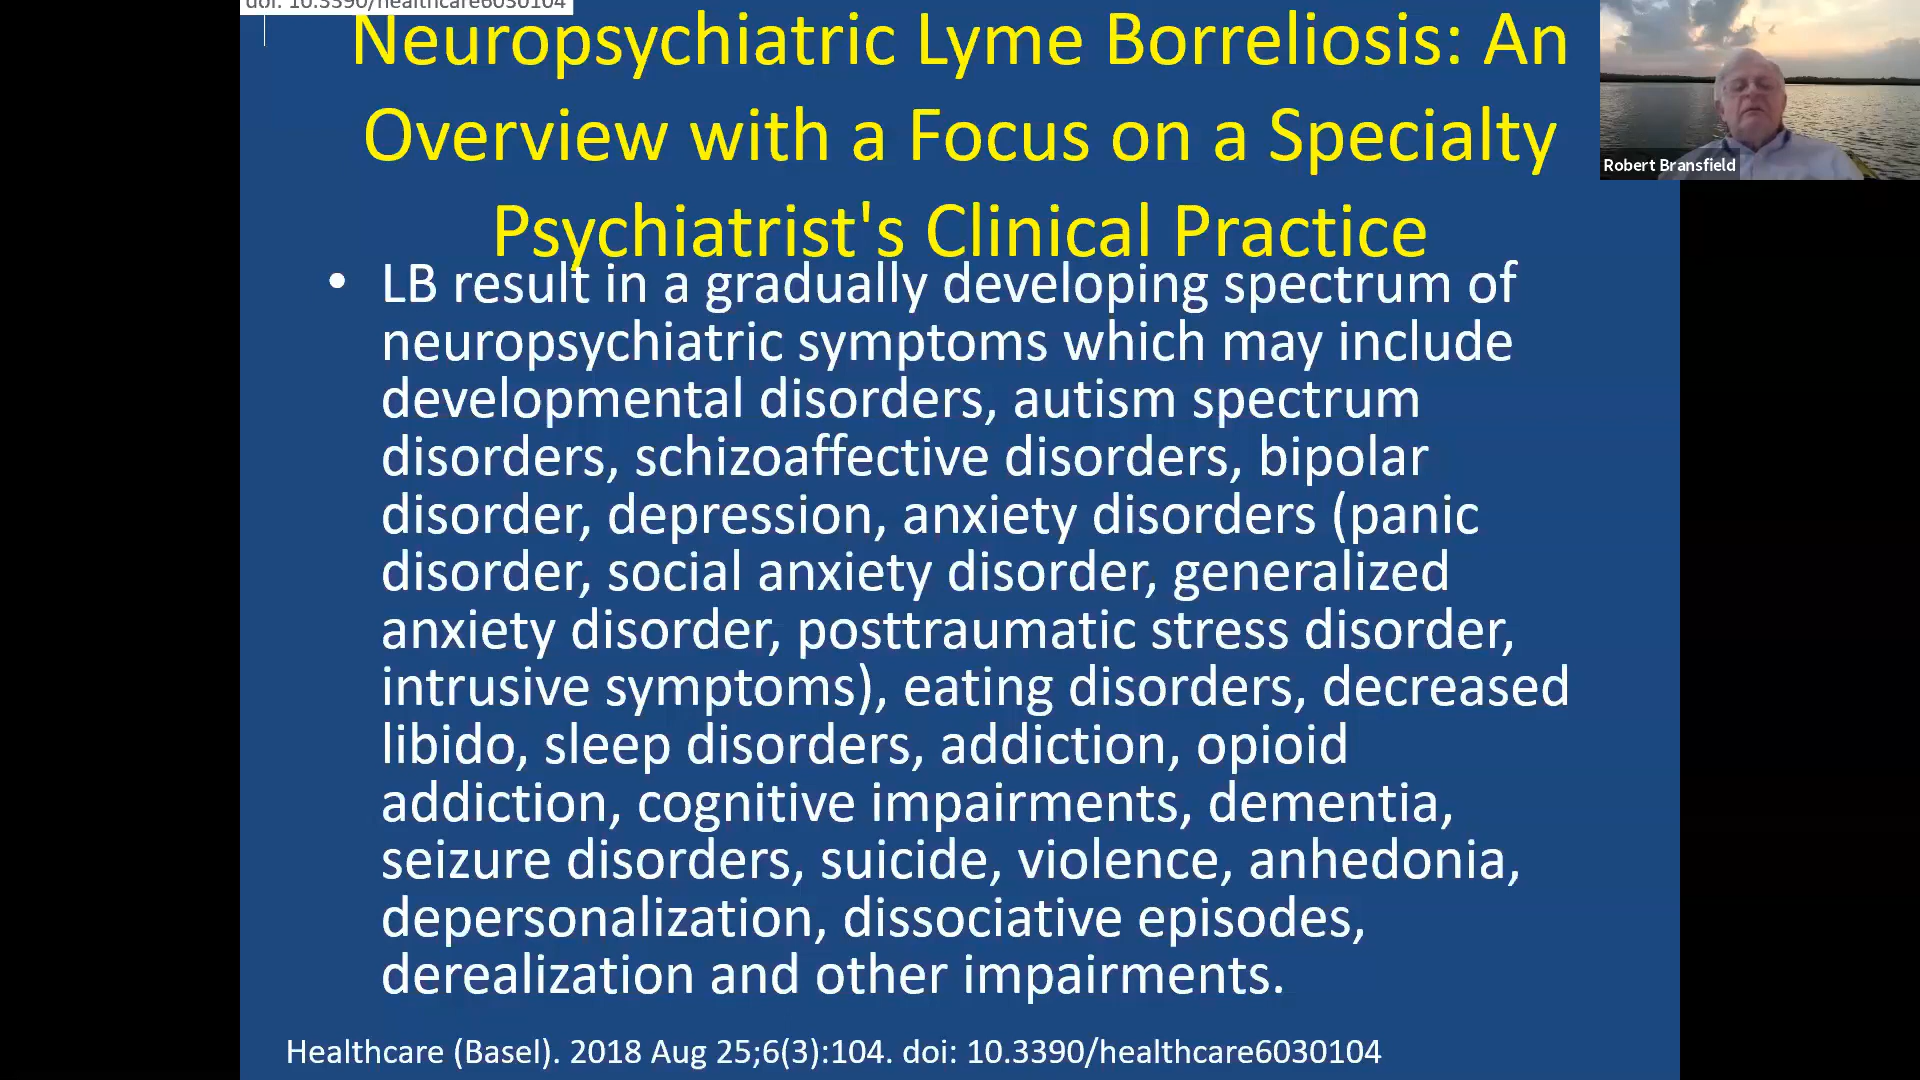 doi: 10.3390/healthcare6030104
Neuropsychiatric Lyme Borreliosis: An
Overview with a Focus on a Specialty
Psychiatrist's Clinical Practice
Robert Bransfield
• LB result in a gradually developing spectrum of
neuropsychiatric symptoms which may include
developmental disorders, autism spectrum
disorders, schizoaffective disorders, bipolar
disorder, depression, anxiety disorders (panic
disorder, social anxiety disorder, generalized
anxiety disorder, posttraumatic stress disorder,
intrusive symptoms), eating disorders, decreased
libido, sleep disorders, addiction, opioid
addiction, cognitive impairments, dementia,
seizure disorders, suicide, violence, anhedonia,
depersonalization, dissociative episodes,
derealization and other impairments.
Healthcare (Basel). 2018 Aug 25;6(3):104. doi: 10.3390/healthcare6030104